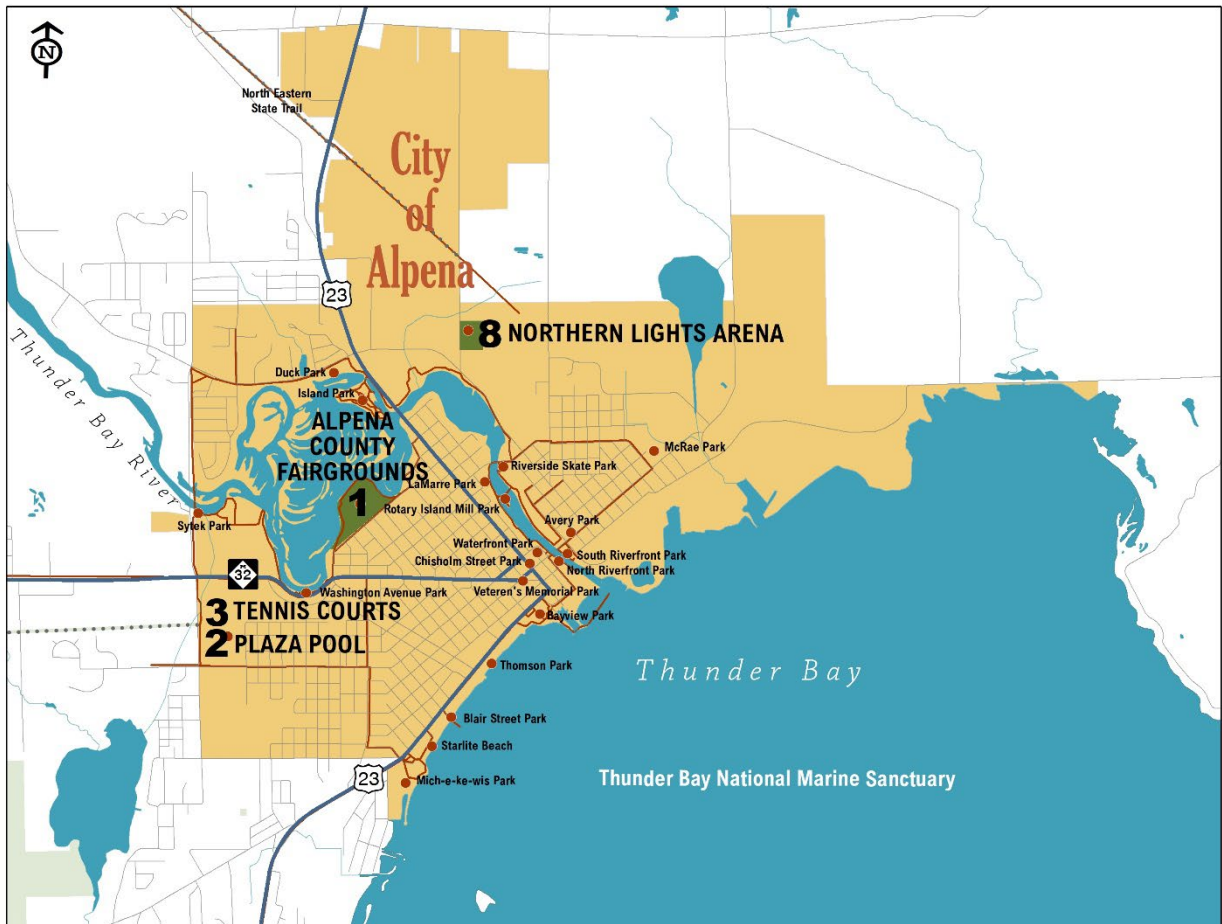 N
North Eastern
State Trail
City
of
Alpena
23
8 NORTHERN LIGHTS ARENA
Thunder Bay River
Duck Park
Island Park
ALPENA
COUNTY
FAIRGROUNDS
1
McRae Park
Riverside Skate Park
LaMarre Park
Rotary Island Mill Park
Sytek Park
Avery Park
Waterfront Park
South Riverfront Park
Chisholm Street Park
North Riverfront Park
M
32
Washington Avenue Park
Veteren's Memorial Park
3 TENNIS COURTS
Bayview Park
2 PLAZA POOL
Thomson Park
Thunder Bay
Blair Street Park
Starlite Beach
23
Mich-e-ke-wis Park
Thunder Bay National Marine Sanctuary